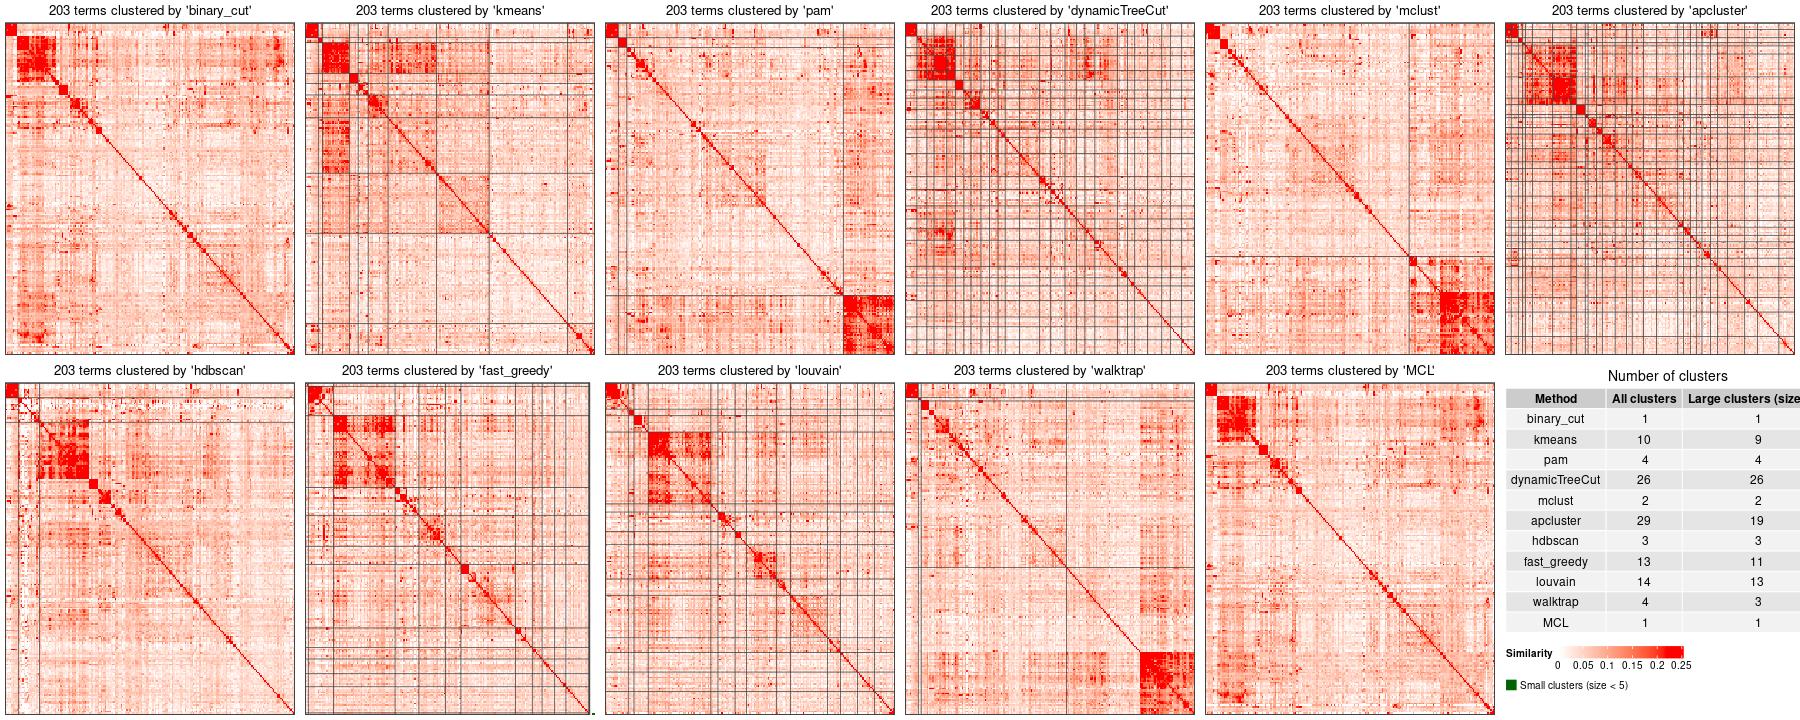 203 terms clustered by 'binary_cut'
203 terms clustered by 'kmeans'
203 terms clustered by 'pam'
203 terms clustered by 'dynamicTreeCut'
203 terms clustered by 'mclust'
203 terms clustered by 'apcluster'
203 terms clustered by 'hdbscan'
203 terms clustered by 'fast_greedy'
203 terms clustered by 'louvain'
203 terms clustered by 'walktrap'
203 terms clustered by 'MCL'
Number of clusters
Method All clusters Large clusters (size
binary_cut 1 1
kmeans 10 9
pam 4 4
dynamicTreeCut 26 26
mclust 2 2
apcluster 29 19
hdbscan 3 3
fast_greedy 13 11
louvain 14 13
walktrap 4 3
MCL 1 1
Similarity
0 0.05 0.1 0.15 0.2 0.25
Small clusters (size < 5)